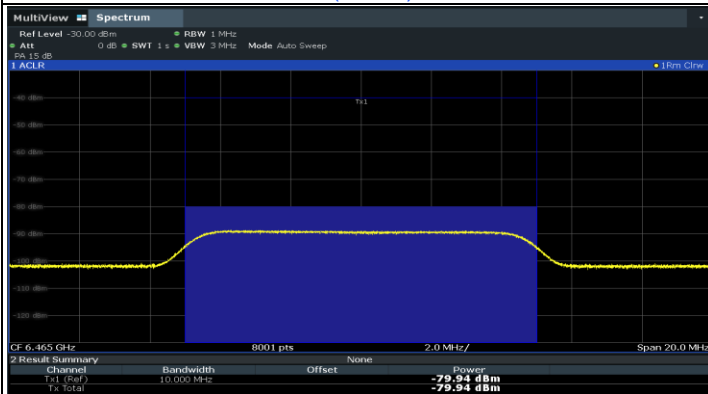 MultiView Spectrum
Ref Level -30.00 dBm RBW 1 MHz
Att 0 dB SWT 1 s VBW 3 MHz Mode Auto Sweep
PA 15 dB
1 ACLR 1Rm Clrw
-40 dBm
Tx1
-50 dBm
-60 dBm
-70 dBm
-80 dBm
-90 dBm
-100 dBm
-110 dBm
-120 dBm
CF 6.465 GHz 8001 pts 2.0 MHz/ Span 20.0 MHz
2 Result Summary None
Channel Bandwidth Offset Power
Tx1 (Ref) 10.000 MHz -79.94 dBm
Tx Total -79.94 dBm